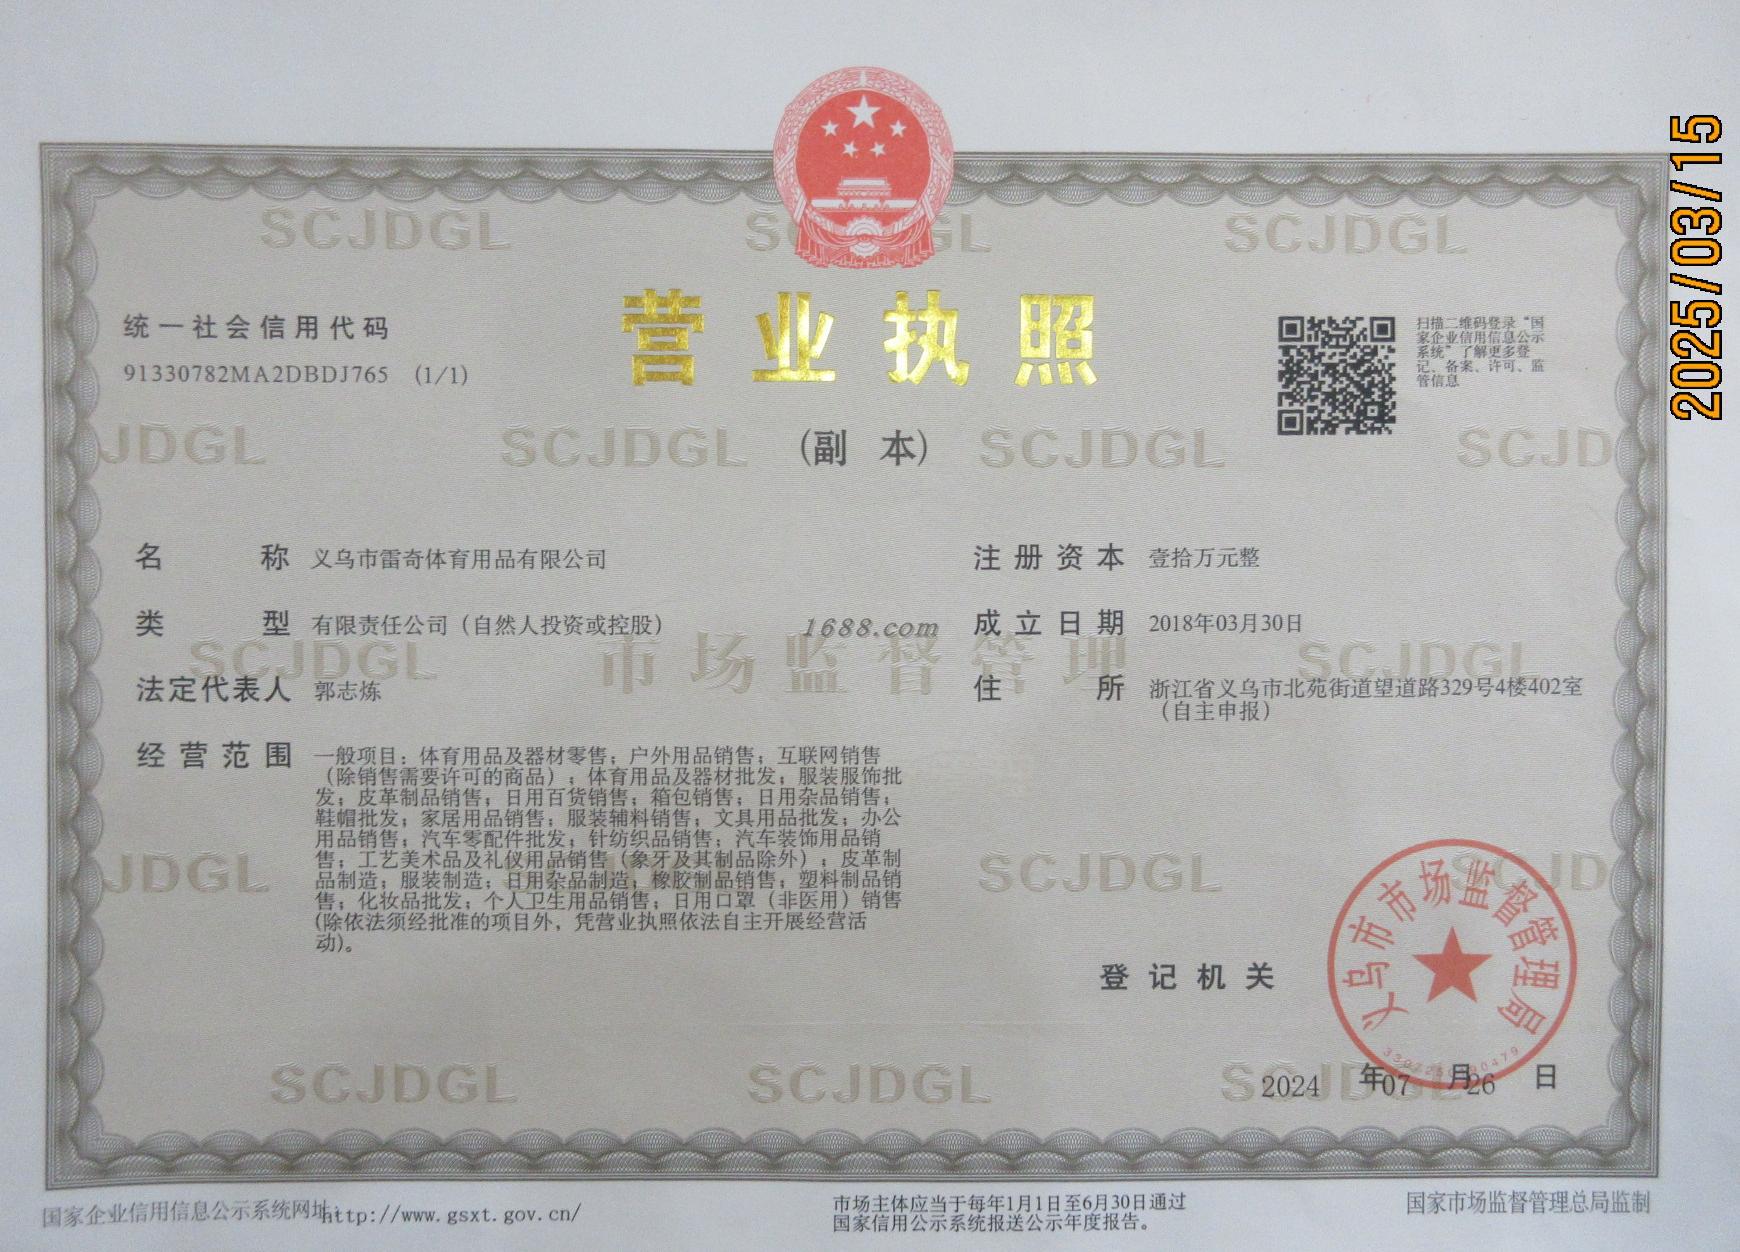 2025/03/15
营业执照
(副 本)
统一社会信用代码
91330782MA2DBDJ765 (1/1)
扫描二维码登录“国
家企业信用信息公示
系统”了解更多登
记、备案、许可、监
管信息
名 称 义乌市雷奇体育用品有限公司
类 型 有限责任公司（自然人投资或控股）
法定代表人 郭志炼
经营范围 一般项目：体育用品及器材零售；户外用品销售；互联网销售
（除销售需要许可的商品）；体育用品及器材批发；服装服饰批
发；皮革制品销售；日用百货销售；箱包销售；日用杂品销售；
鞋帽批发；家居用品销售；服装辅料销售；文具用品批发；办公
用品销售；汽车零配件批发；针纺织品销售；汽车装饰用品销
售；工艺美术品及礼仪用品销售（象牙及其制品除外）；皮革制
品制造；服装制造；日用杂品制造；橡胶制品销售；塑料制品销
售；化妆品批发；个人卫生用品销售；日用口罩（非医用）销售
(除依法须经批准的项目外，凭营业执照依法自主开展经营活
动)。
注册资本 壹拾万元整
成立日期 2018年03月30日
住 所 浙江省义乌市北苑街道望道路329号4楼402室
（自主申报）
1688.com
SCJDGL
市场监督管理
登记机关
义乌市市场监督管理局
2024 年07 月26 日
国家企业信用信息公示系统网址：http://www.gsxt.gov.cn/
市场主体应当于每年1月1日至6月30日通过
国家信用公示系统报送公示年度报告。
国家市场监督管理总局监制